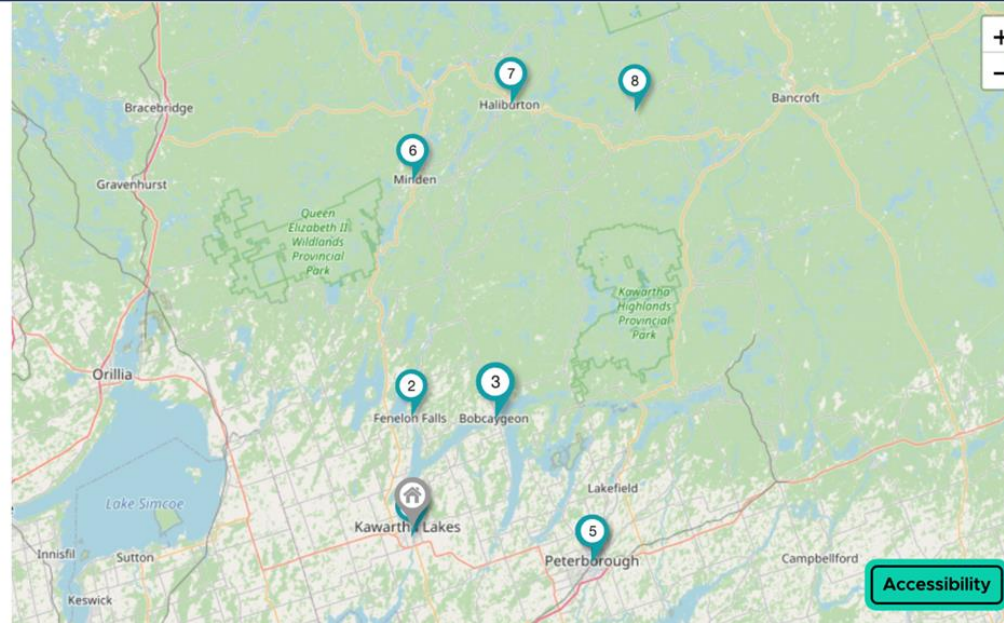 +
−
7
8
Haliburton
Bancroft
Bracebridge
6
Minden
Gravenhurst
Queen
Elizabeth II
Wildlands
Provincial
Park
Kawartha
Highlands
Provincial
Park
Orillia
2
3
Fenelon Falls
Bobcaygeon
Lakefield
Lake Simcoe
Kawartha Lakes
5
Innisfil
Sutton
Peterborough
Campbellford
Keswick
Accessibility